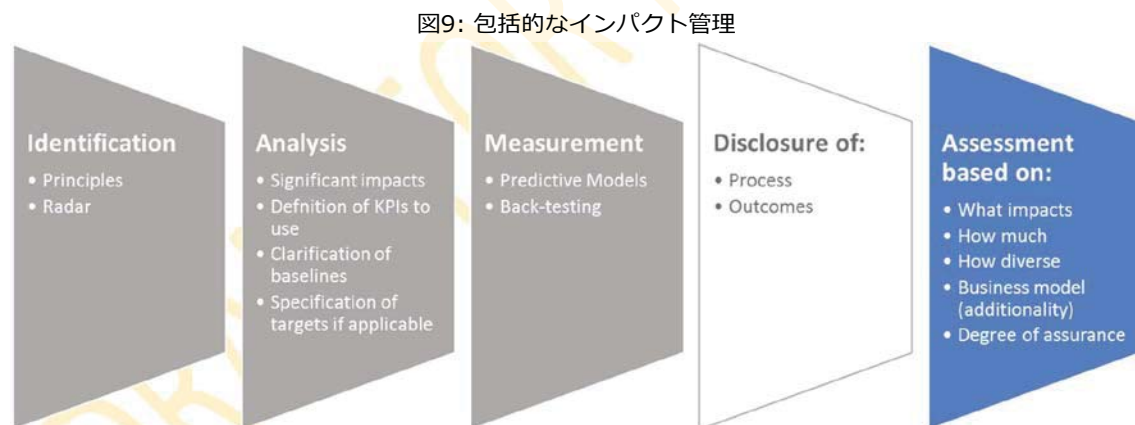 図9: 包括的なインパクト管理
Identification
• Principles
• Radar
Analysis
• Significant impacts
• Defnition of KPIs to
use
• Clarification of
baselines
• Specification of
targets if applicable
Measurement
• Predictive Models
• Back-testing
Disclosure of:
• Process
• Outcomes
Assessment
based on:
• What impacts
• How much
• How diverse
• Business model
(additionality)
• Degree of assurance